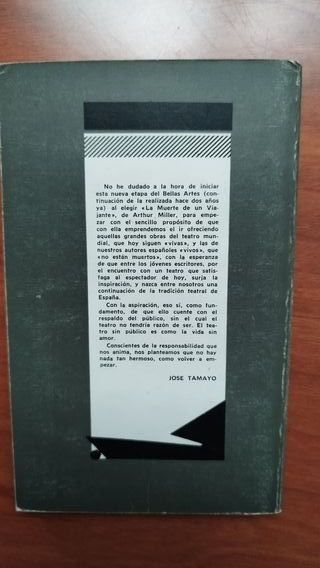 No he dudado a la hora de iniciar
esta nueva etapa del Bellas Artes (con-
tinuación de la realizada hace dos años
ya) al elegir «La Muerte de un Via-
jante», de Arthur Miller, para empe-
zar con el sencillo propósito de que
con ella emprendemos el ir ofreciendo
aquellas grandes obras del teatro mun-
dial, que hoy siguen «vivas», y las de
nuestros autores españoles «vivos», que
«no están muertos», con la esperanza
de que entre los jóvenes escritores, por
el encuentro con un teatro que satis-
faga al espectador de hoy, surja la
inspiración, y nazca entre nosotros una
continuación de la tradición teatral de
España.
Con la aspiración, eso sí, como fun-
damento, de que ello cuente con el
respaldo del público, sin el cual el
teatro no tendría razón de ser. El tea-
tro sin público es como la vida sin
amor.
Conscientes de la responsabilidad que
nos anima, nos planteamos que no hay
nada tan hermoso, como volver a em-
pezar.
JOSE TAMAYO